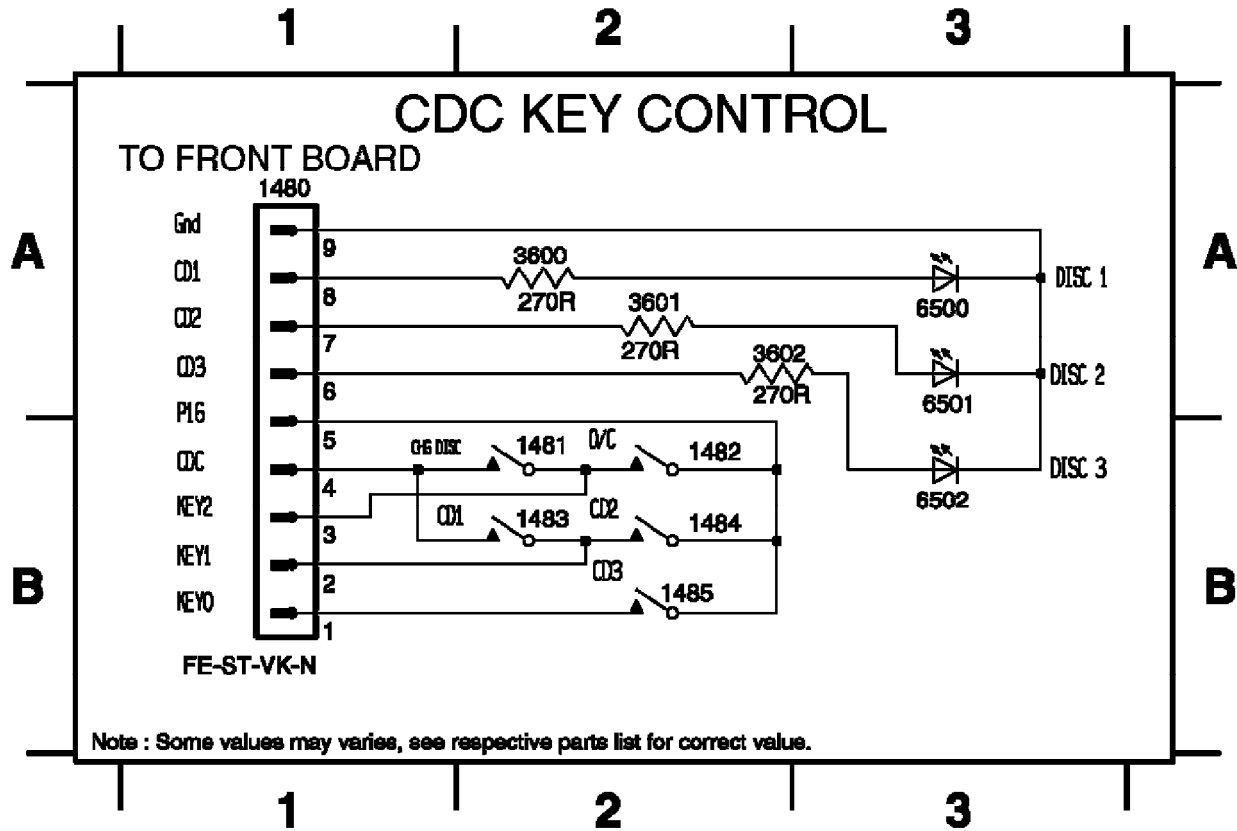 1 2 3
CDC KEY CONTROL
TO FRONT BOARD
1480
Gnd 9
A A
3600
CD1 8 270R 6500 DISC 1
3601
CD2 7 270R
3602
CD3 6 270R 6501 DISC 2
P16 5
CHG DISC 1481 O/C 1482
CDC 4 6502 DISC 3
KEY2 3 CD1 1483 CD2 1484
KEY1 2 CD3 1485
B B
KEY0 1
FE-ST-VK-N
Note : Some values may varies, see respective parts list for correct value.
1 2 3